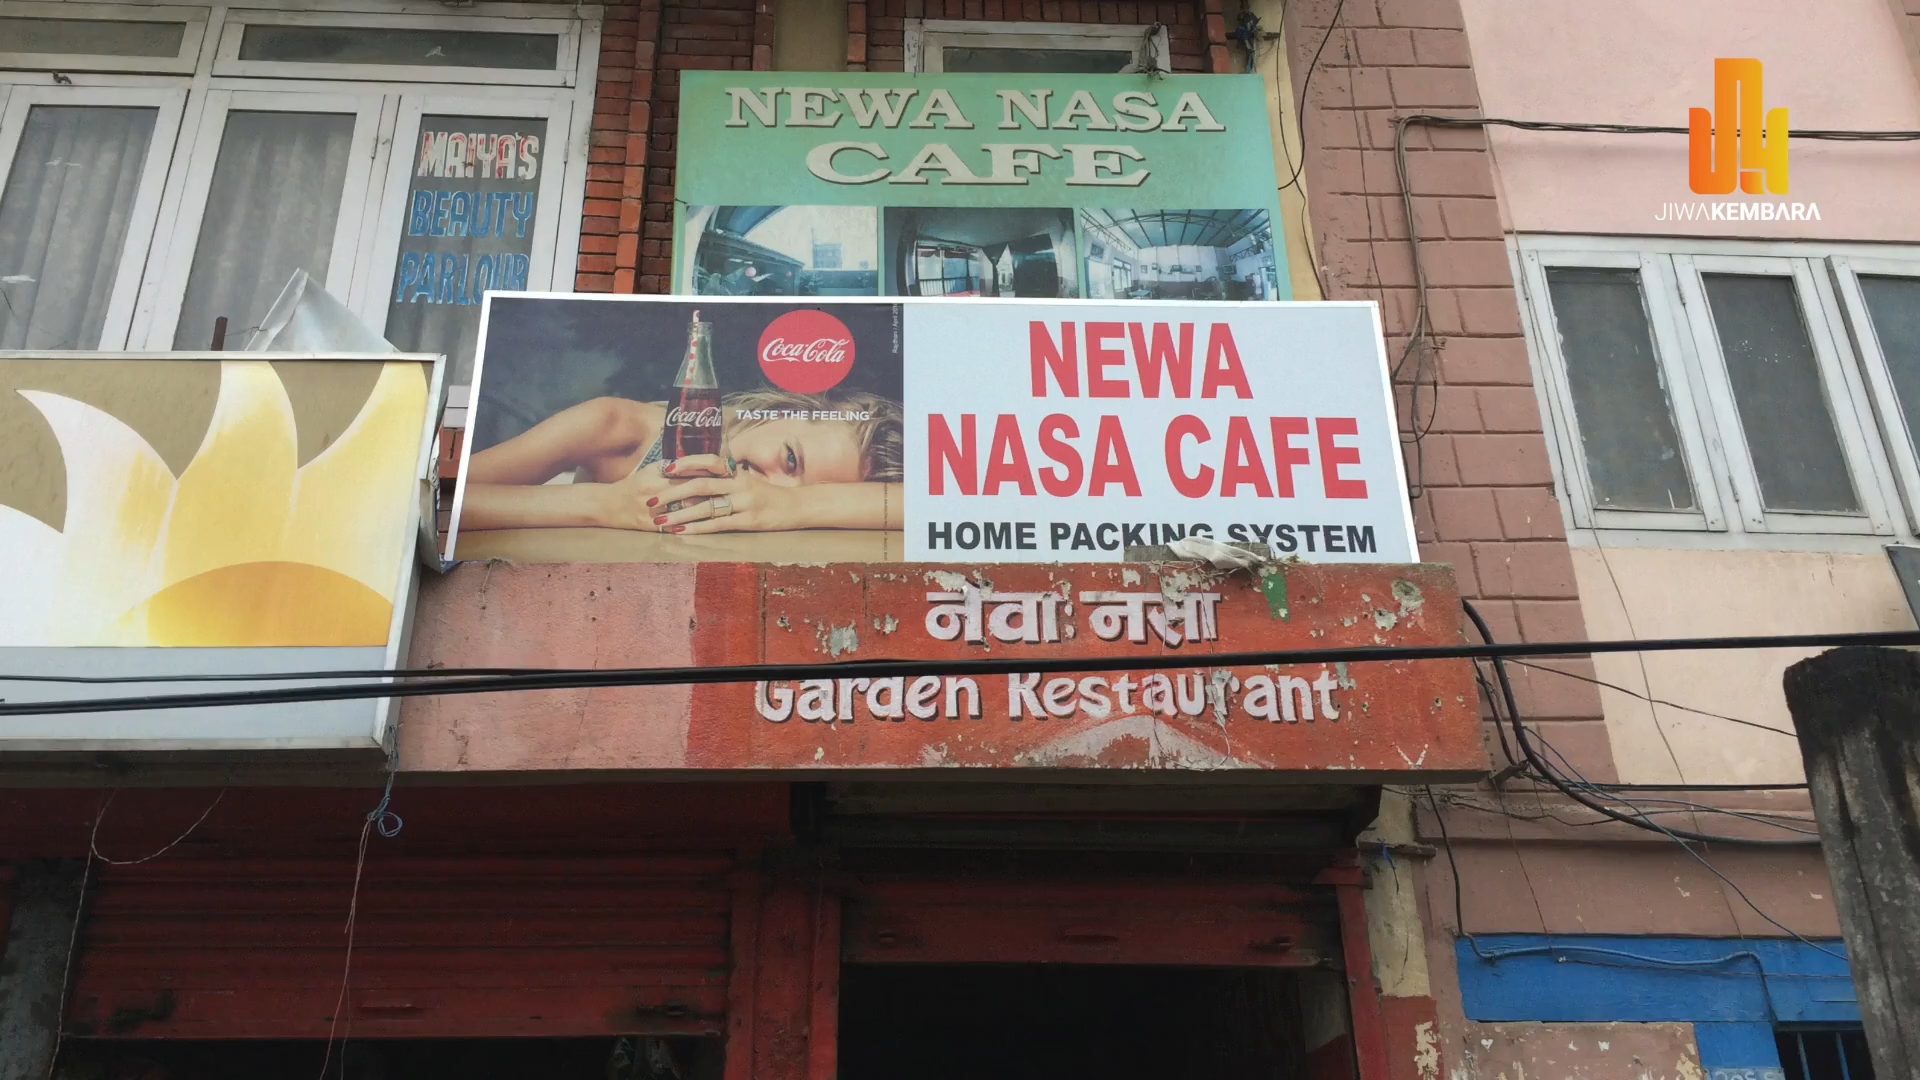 NEWA NASA
CAFE
MAIYA'S
BEAUTY
PARLOUR
JIWAKEMBARA
Coca-Cola
TASTE THE FEELING
Coca-Cola
NEWA
NASA CAFE
HOME PACKING SYSTEM
नेवाः नसा
Garden Restaurant